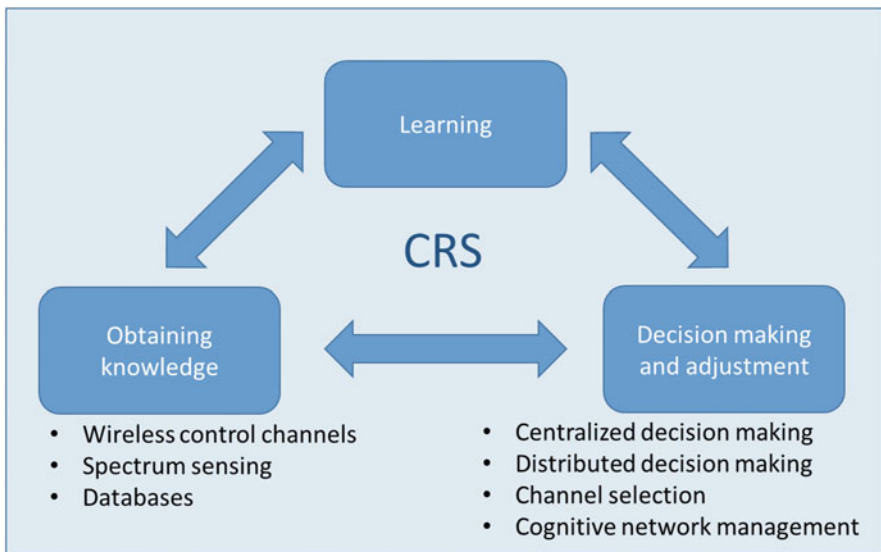 Learning
CRS
Obtaining
knowledge
• Wireless control channels
• Spectrum sensing
• Databases
Decision making
and adjustment
• Centralized decision making
• Distributed decision making
• Channel selection
• Cognitive network management